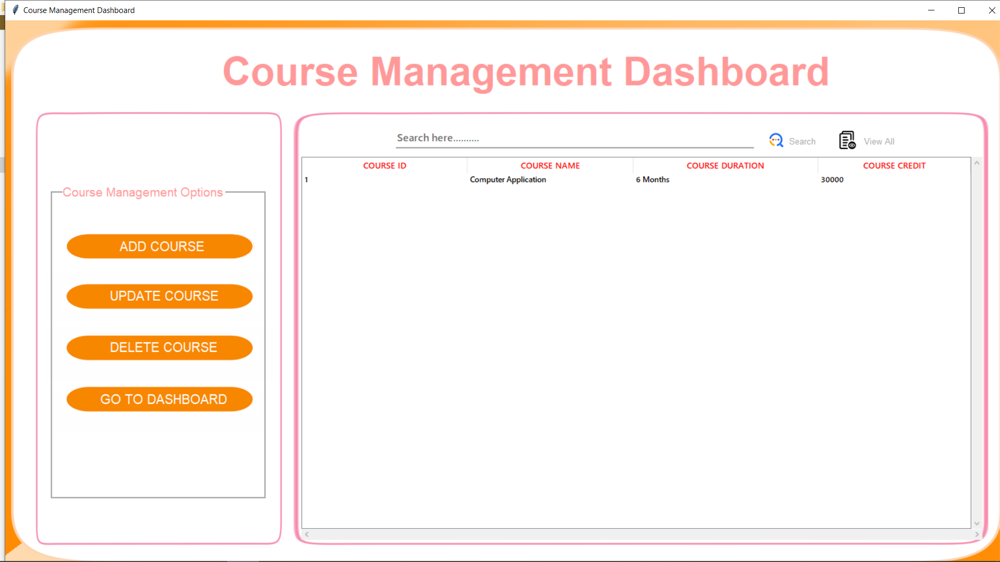 Course Management Dashboard
Course Management Dashboard
Search here..........
Search
View All
COURSE ID COURSE NAME COURSE DURATION COURSE CREDIT
1 Computer Application 6 Months 30000
Course Management Options
ADD COURSE
UPDATE COURSE
DELETE COURSE
GO TO DASHBOARD